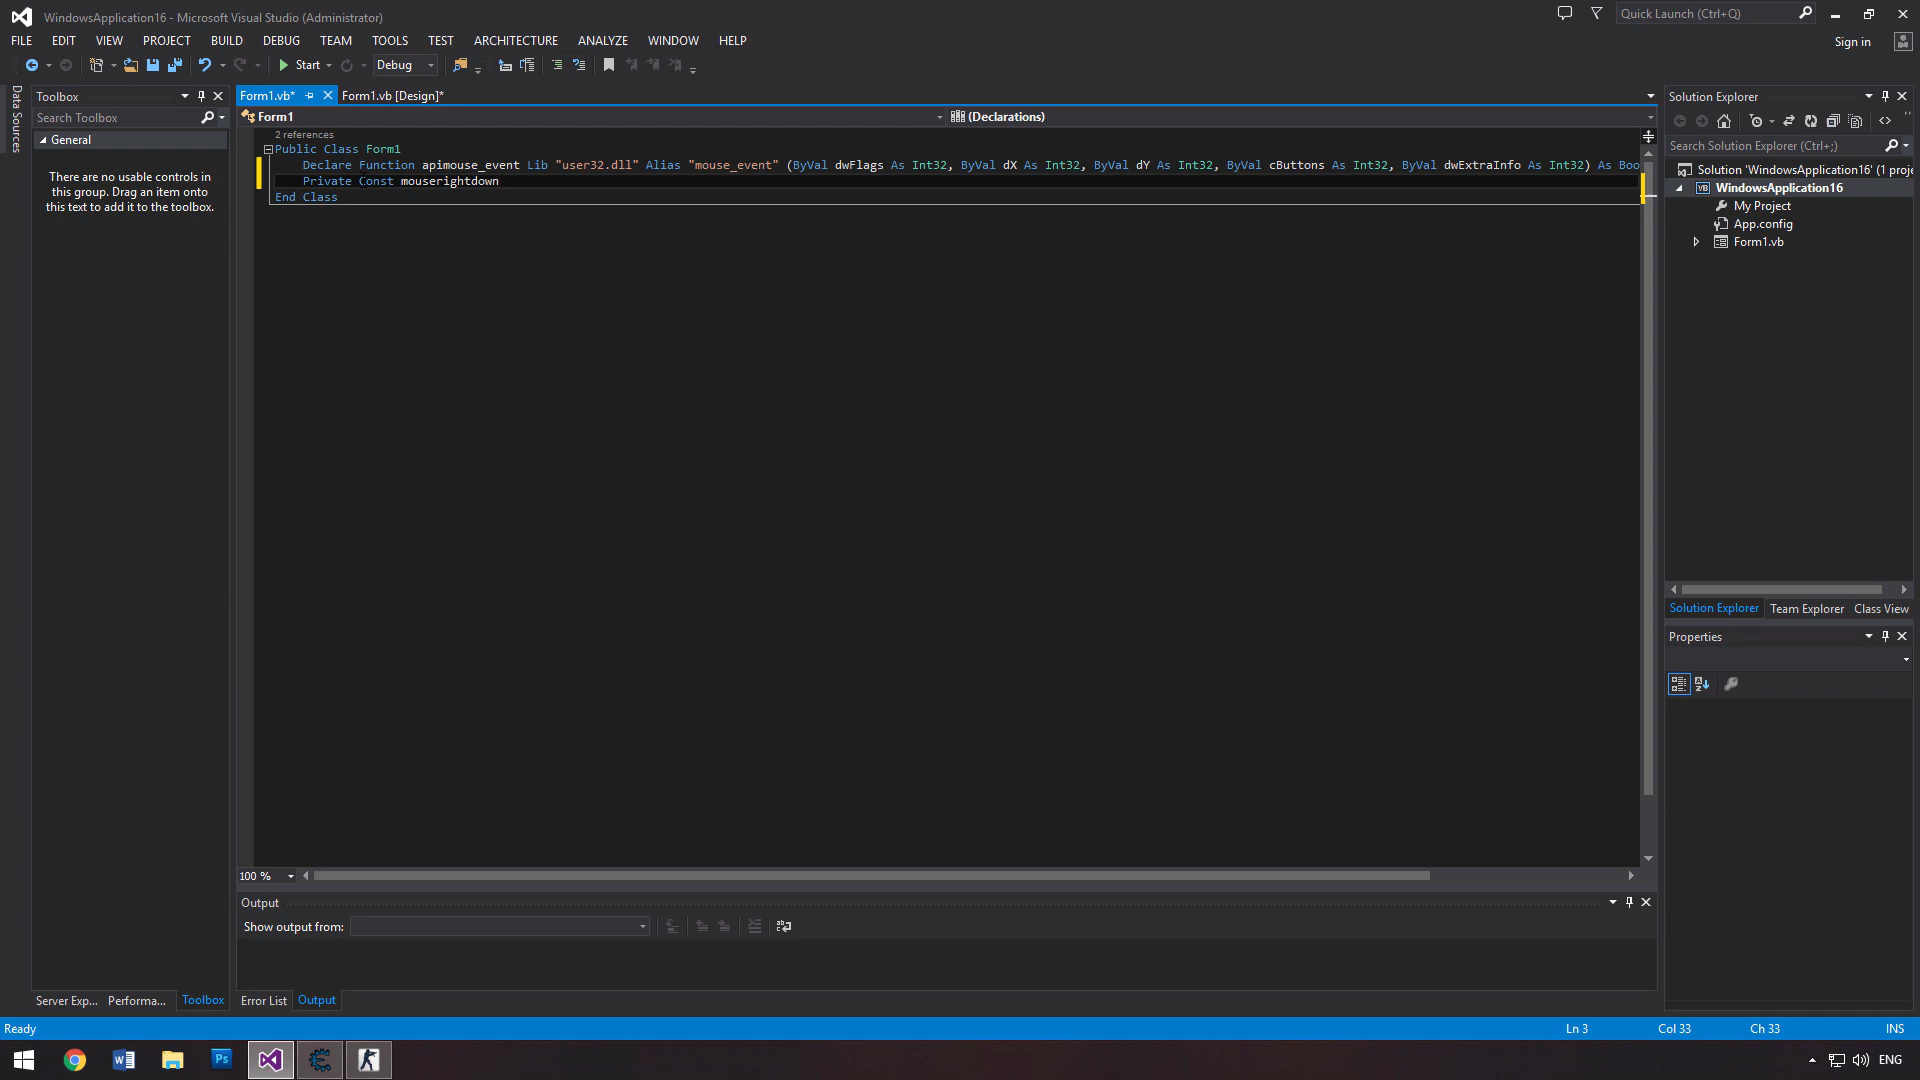 WindowsApplication16 - Microsoft Visual Studio (Administrator)
Quick Launch (Ctrl+Q)
FILE EDIT VIEW PROJECT BUILD DEBUG TEAM TOOLS TEST ARCHITECTURE ANALYZE WINDOW HELP
Sign in
Start Debug
Data Sources
Toolbox
Search Toolbox
General
There are no usable controls in
this group. Drag an item onto
this text to add it to the toolbox.
Server Exp... Performa... Toolbox
Form1.vb* Form1.vb [Design]*
Form1 (Declarations)
2 references
Public Class Form1
Declare Function apimouse_event Lib "user32.dll" Alias "mouse_event" (ByVal dwFlags As Int32, ByVal dX As Int32, ByVal dY As Int32, ByVal cButtons As Int32, ByVal dwExtraInfo As Int32) As Boo
Private Const mouserightdown
End Class
100 %
Output
Show output from:
Error List Output
Solution Explorer
Search Solution Explorer (Ctrl+;)
Solution 'WindowsApplication16' (1 proje
VB WindowsApplication16
My Project
App.config
Form1.vb
Solution Explorer Team Explorer Class View
Properties
Ready Ln 3 Col 33 Ch 33 INS
Ps ENG